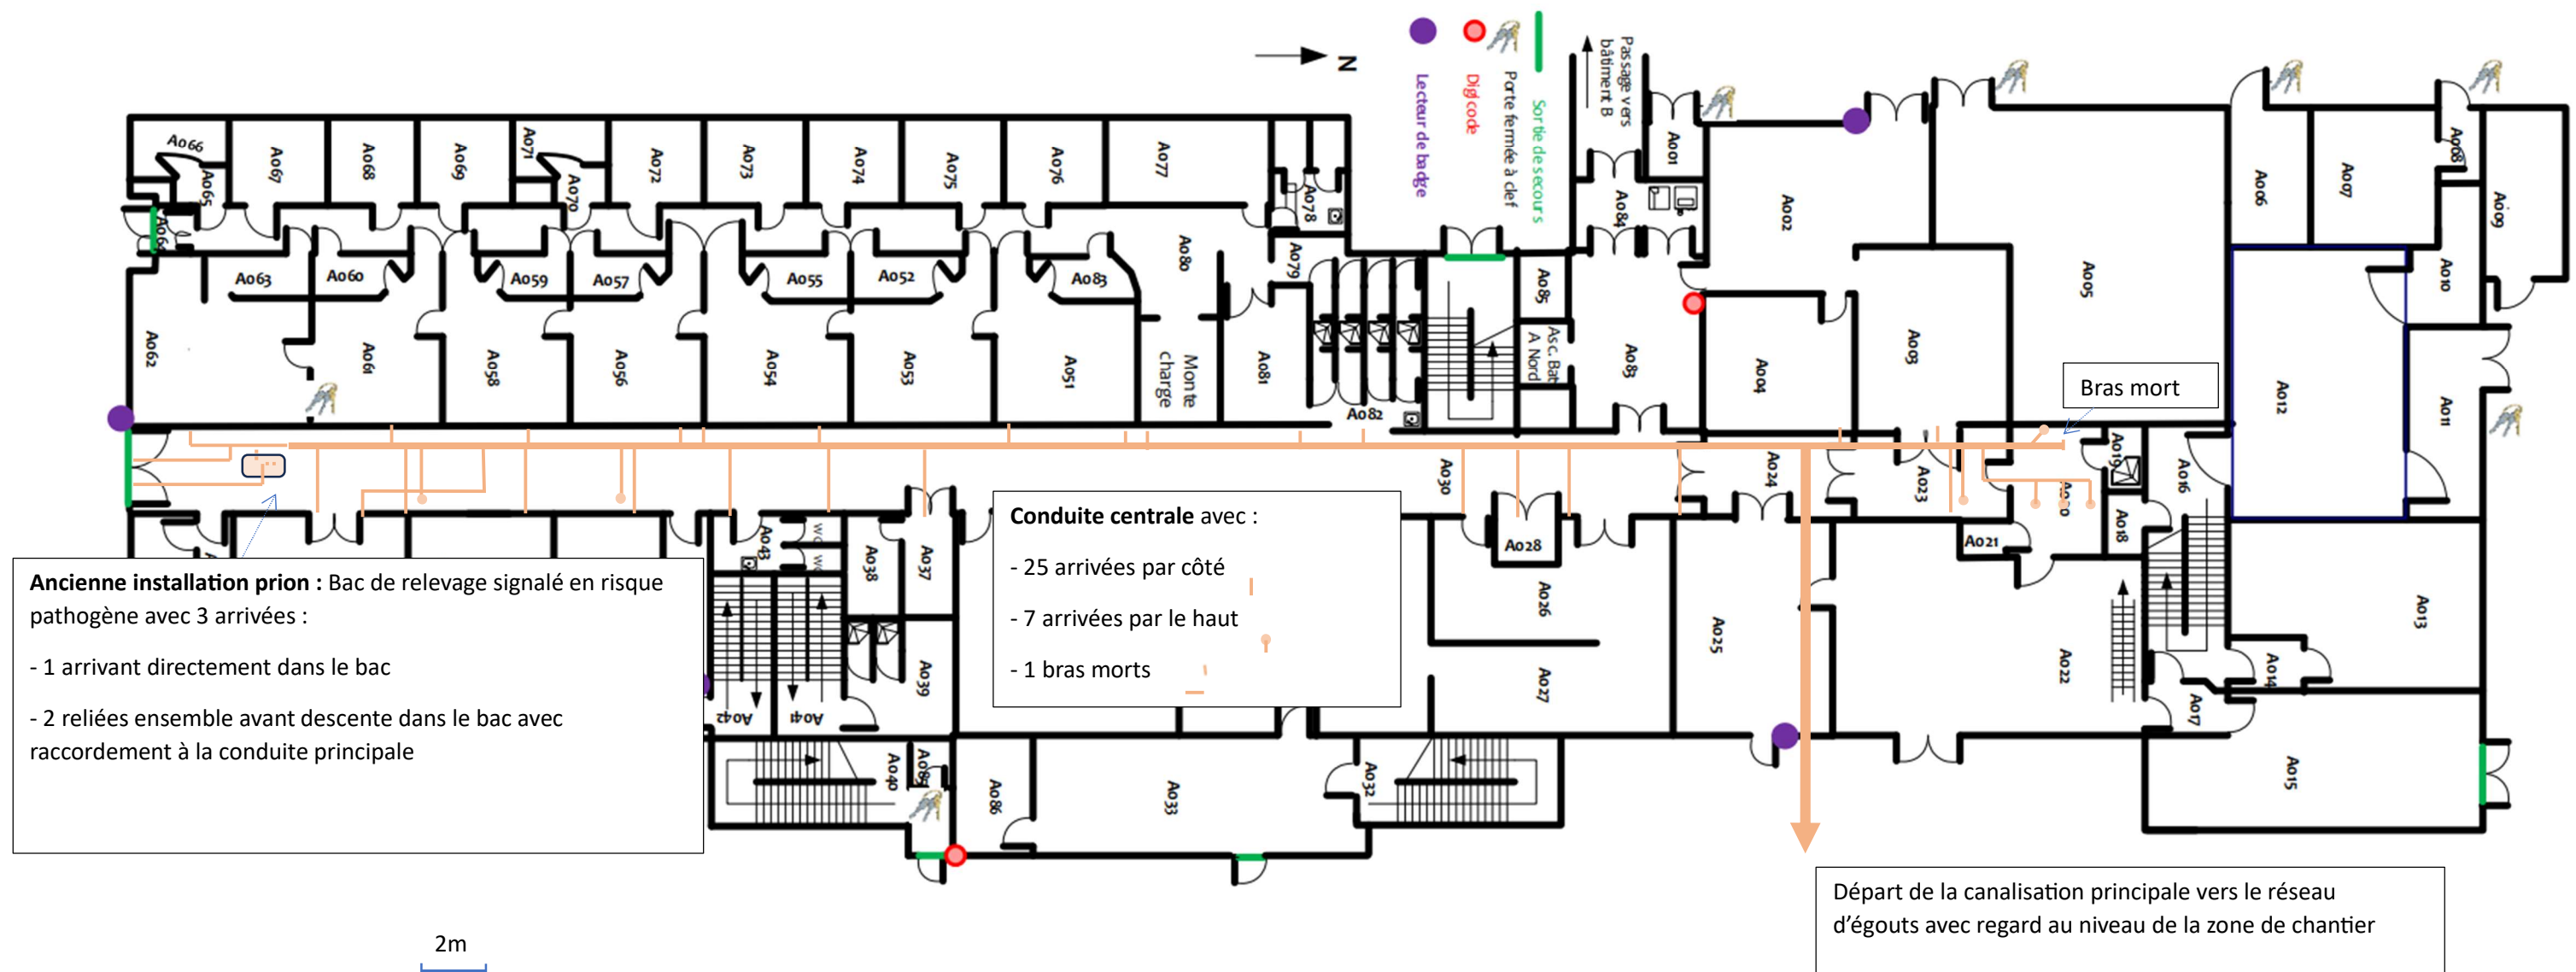 N
Passage vers
bâtiment B
Sortie de secours
Porte fermée à clef
Digicode
Lecteur de badge
A066
A065
A064
A067
A068
A069
A071
A070
A072
A073
A074
A075
A076
A077
A078
A079
A080
A001
A084
A002
A005
A006
A007
A068
A009
A010
A063
A060
A059
A057
A055
A052
A083
A062
A061
A058
A056
A054
A053
A051
Monte
charge
A081
A082
A085
Asc. Bat
A Nord
A083
A004
A003
A012
A011
Bras mort
A030
A024
A023
A019
A016
A018
A021
A043
WC
WC
A038
A037
A039
A042
A041
A040
A028
A026
A027
A025
A022
A013
A014
A017
A015
A086
A033
A032
Ancienne installation prion : Bac de relevage signalé en risque
pathogène avec 3 arrivées :
- 1 arrivant directement dans le bac
- 2 reliées ensemble avant descente dans le bac avec
raccordement à la conduite principale
Conduite centrale avec :
- 25 arrivées par côté
- 7 arrivées par le haut
- 1 bras morts
Départ de la canalisation principale vers le réseau
d'égouts avec regard au niveau de la zone de chantier
2m